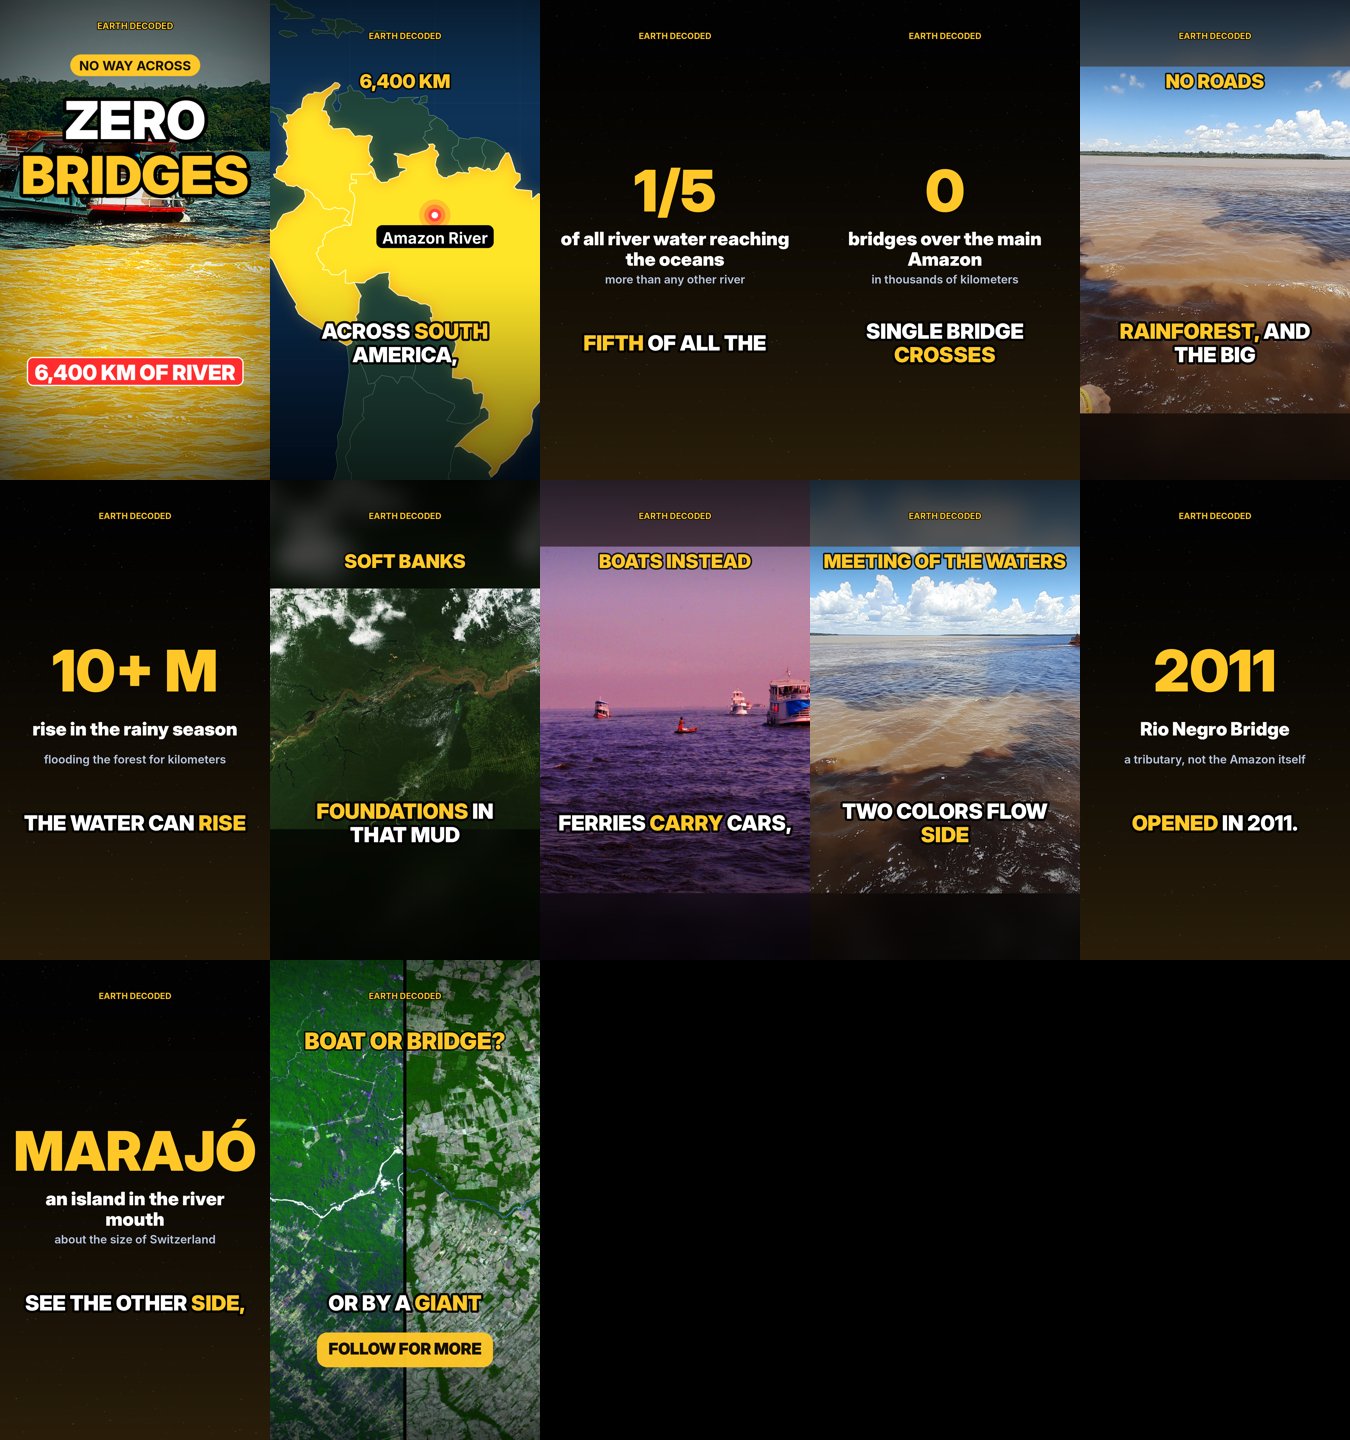 EARTH DECODED
NO WAY ACROSS
ZERO
BRIDGES
6,400 KM OF RIVER
EARTH DECODED
6,400 KM
Amazon River
ACROSS SOUTH
AMERICA,
EARTH DECODED
1/5
of all river water reaching
the oceans
more than any other river
FIFTH OF ALL THE
EARTH DECODED
0
bridges over the main
Amazon
in thousands of kilometers
SINGLE BRIDGE
CROSSES
EARTH DECODED
NO ROADS
RAINFOREST, AND
THE BIG
EARTH DECODED
10+ M
rise in the rainy season
flooding the forest for kilometers
THE WATER CAN RISE
EARTH DECODED
SOFT BANKS
FOUNDATIONS IN
THAT MUD
EARTH DECODED
BOATS INSTEAD
FERRIES CARRY CARS,
EARTH DECODED
MEETING OF THE WATERS
TWO COLORS FLOW
SIDE
EARTH DECODED
2011
Rio Negro Bridge
a tributary, not the Amazon itself
OPENED IN 2011.
EARTH DECODED
MARAJÓ
an island in the river
mouth
about the size of Switzerland
SEE THE OTHER SIDE,
EARTH DECODED
BOAT OR BRIDGE?
OR BY A GIANT
FOLLOW FOR MORE